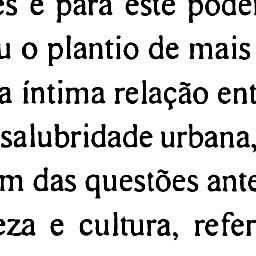 es e para este poder
u o plantio de mais
a íntima relação ent
salubridade urbana,
m das questões ante
eza e cultura, refer